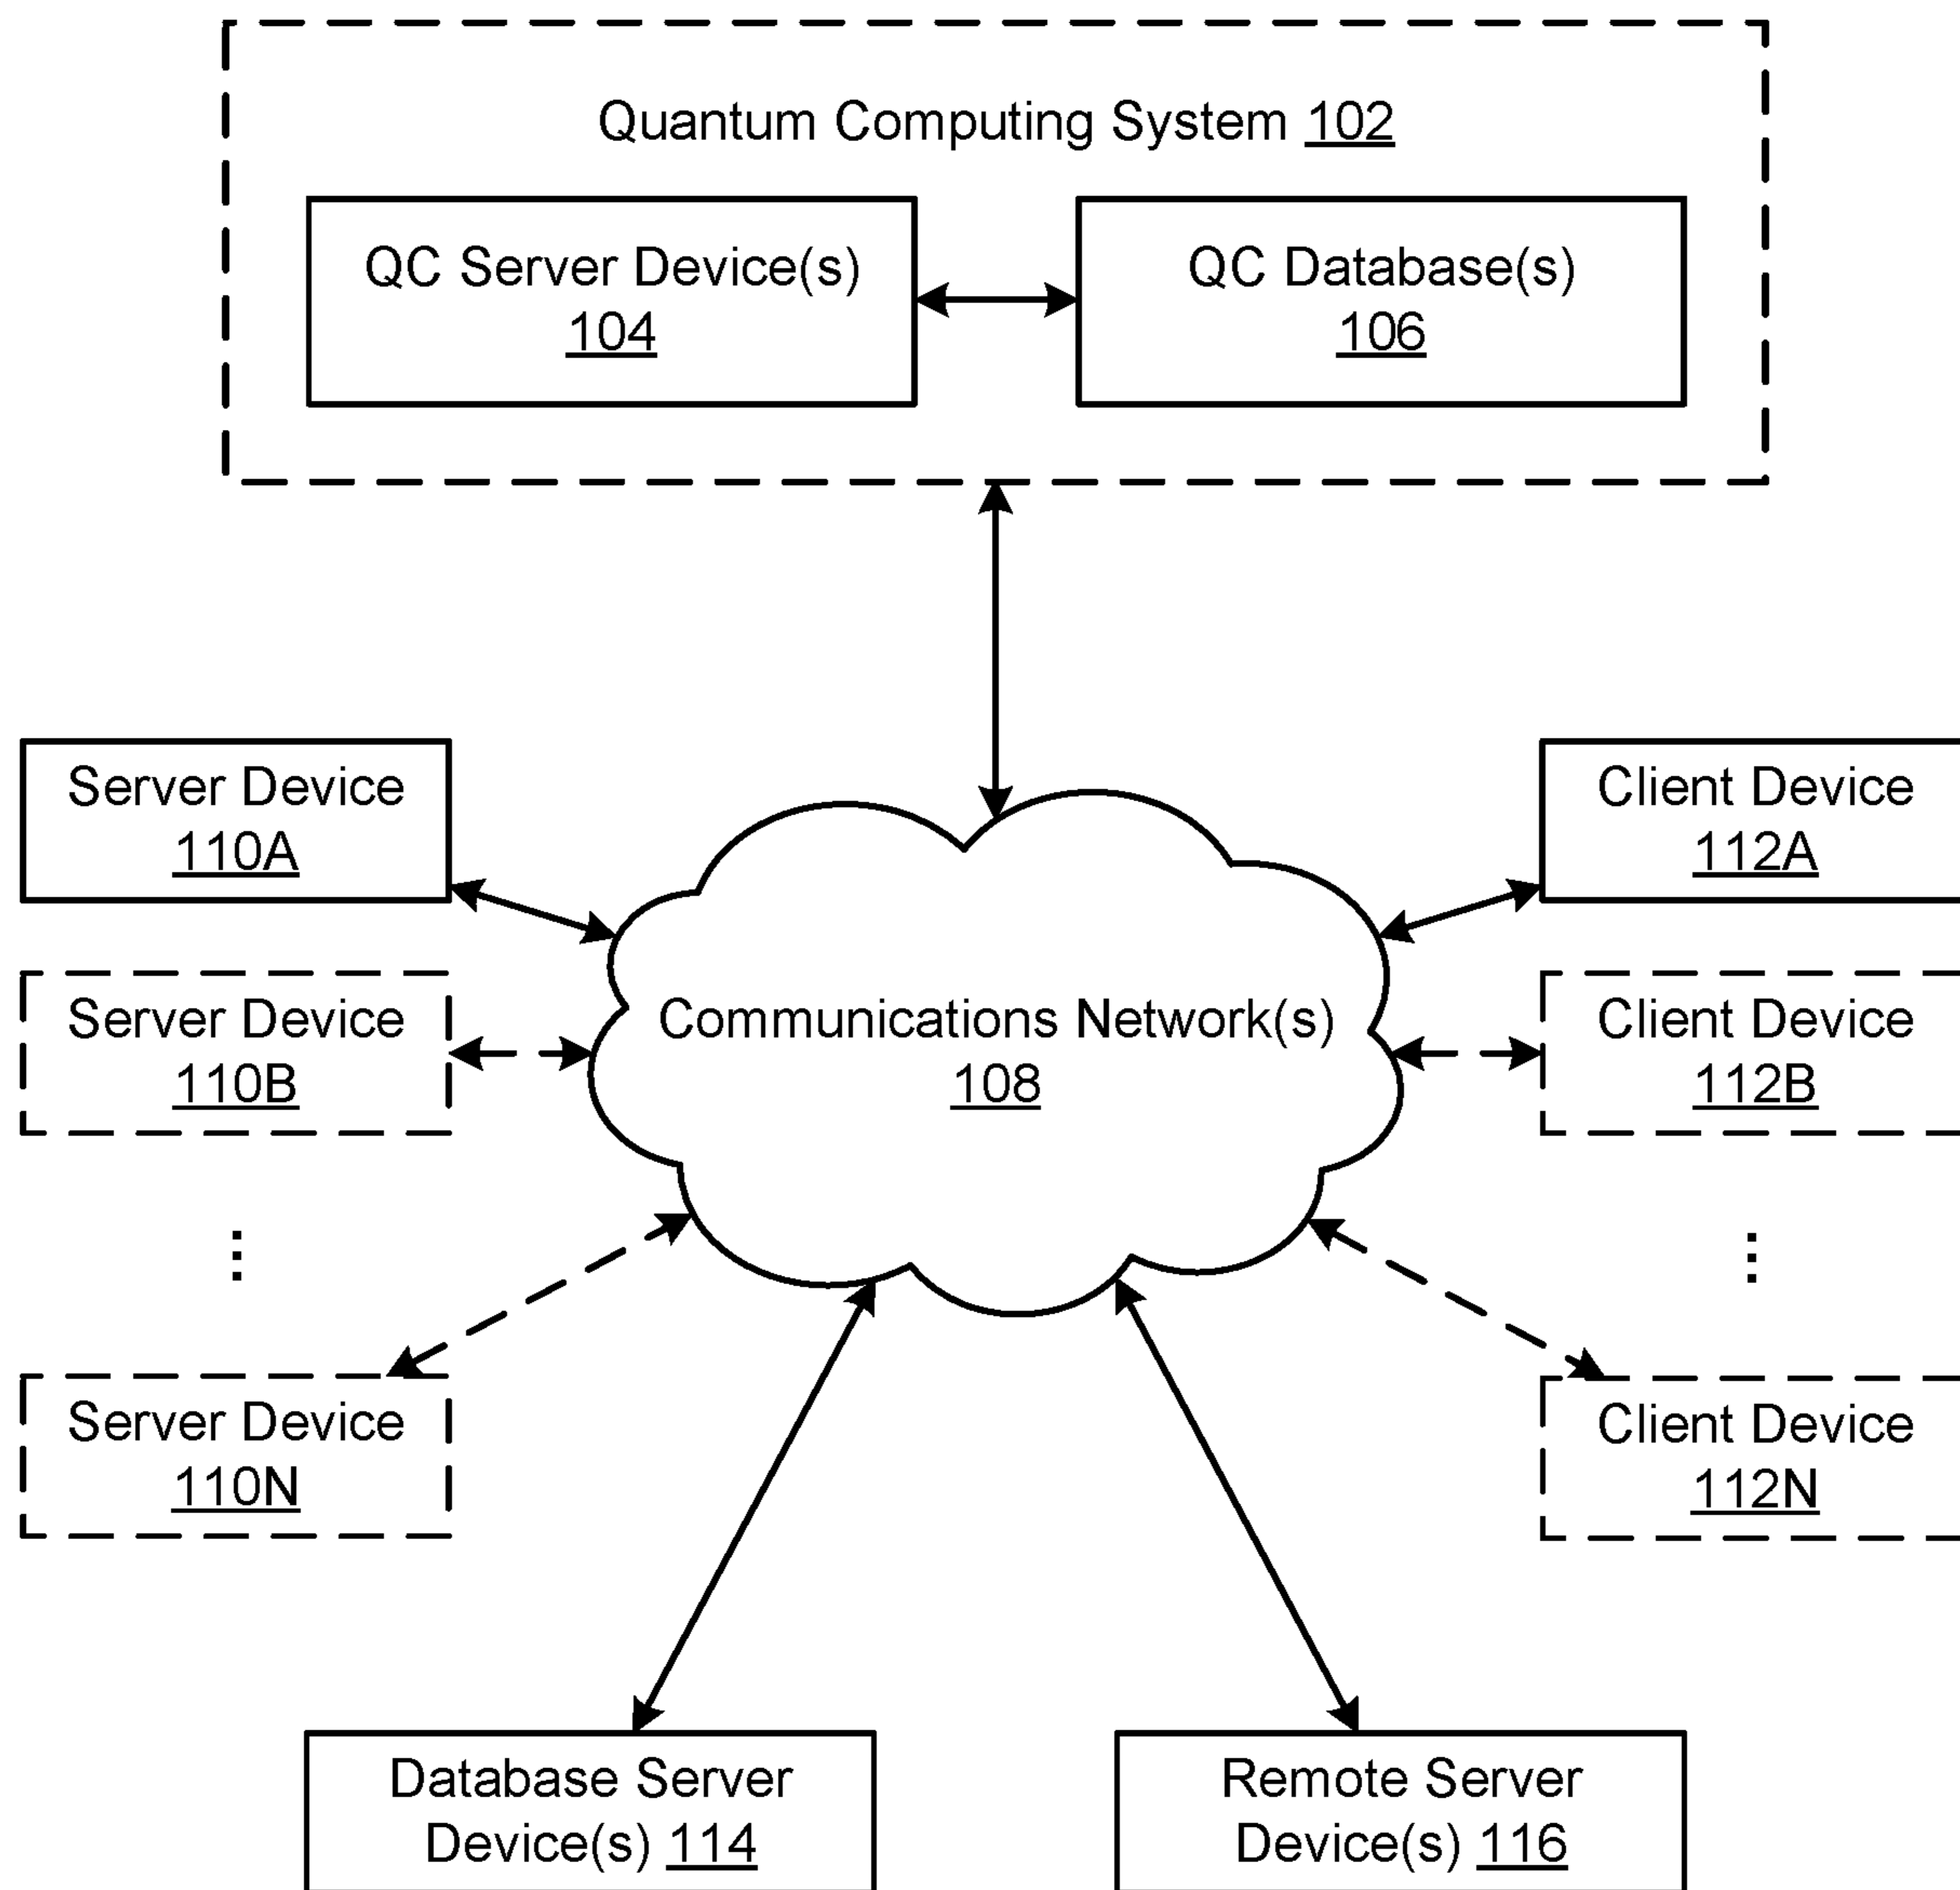 Quantum Computing System 102
QC Server Device(s)
104
QC Database(s)
106
Server Device
110A
Client Device
112A
Communications Network(s)
108
Server Device
110B
Client Device
112B
⋮
⋮
Server Device
110N
Client Device
112N
Database Server
Device(s) 114
Remote Server
Device(s) 116